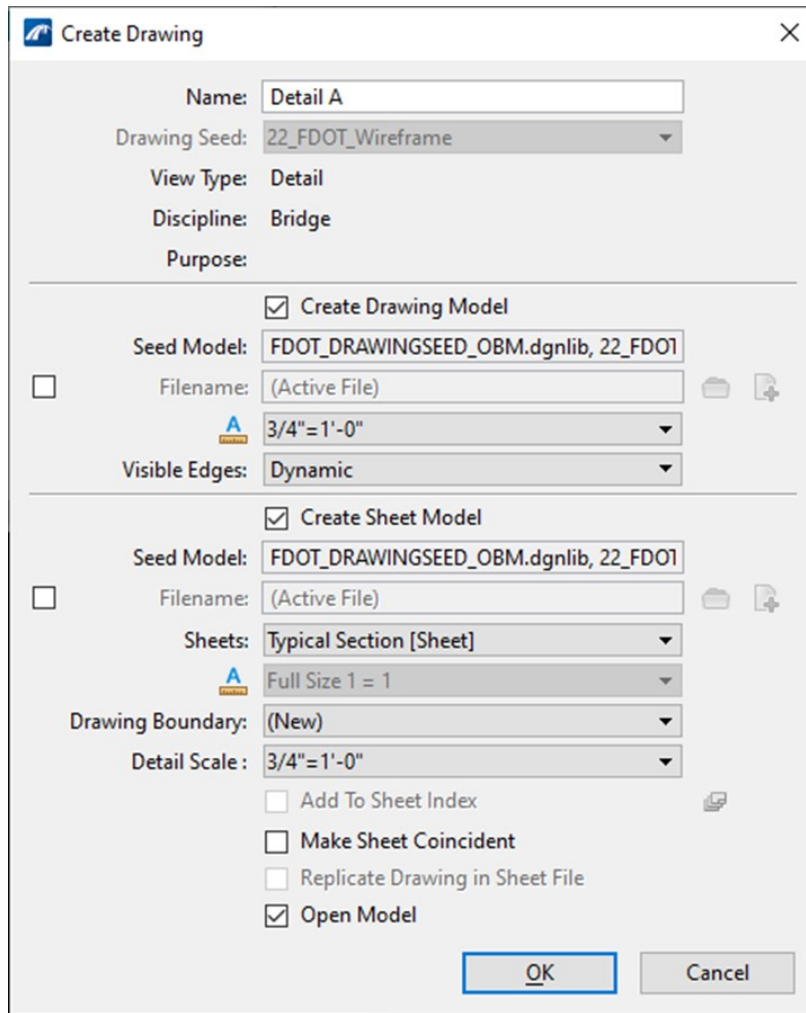 Create Drawing
Name: Detail A
Drawing Seed: 22_FDOT_Wireframe
View Type: Detail
Discipline: Bridge
Purpose:
Create Drawing Model
Seed Model: FDOT_DRAWINGSEED_OBM.dgnlib, 22_FDOT
Filename: (Active File)
A 3/4"=1'-0"
Visible Edges: Dynamic
Create Sheet Model
Seed Model: FDOT_DRAWINGSEED_OBM.dgnlib, 22_FDOT
Filename: (Active File)
Sheets: Typical Section [Sheet]
A Full Size 1 = 1
Drawing Boundary: (New)
Detail Scale : 3/4"=1'-0"
Add To Sheet Index
Make Sheet Coincident
Replicate Drawing in Sheet File
Open Model
OK Cancel